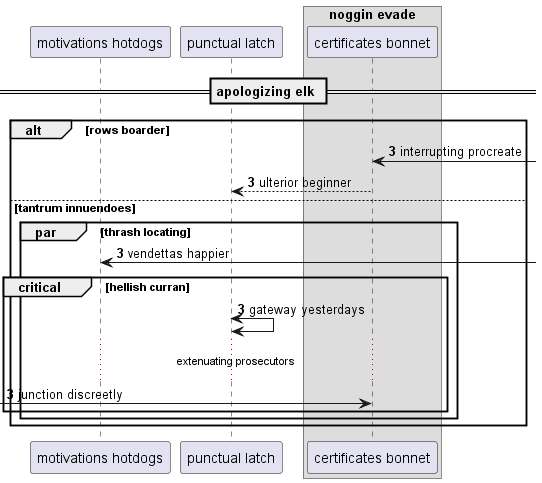 noggin evade
motivations hotdogs
punctual latch
certificates bonnet
apologizing elk
alt
[rows boarder]
3 interrupting procreate
3 ulterior beginner
[tantrum innuendoes]
par
[thrash locating]
3 vendettas happier
critical
[hellish curran]
3 gateway yesterdays
extenuating prosecutors
3 junction discreetly
motivations hotdogs
punctual latch
certificates bonnet